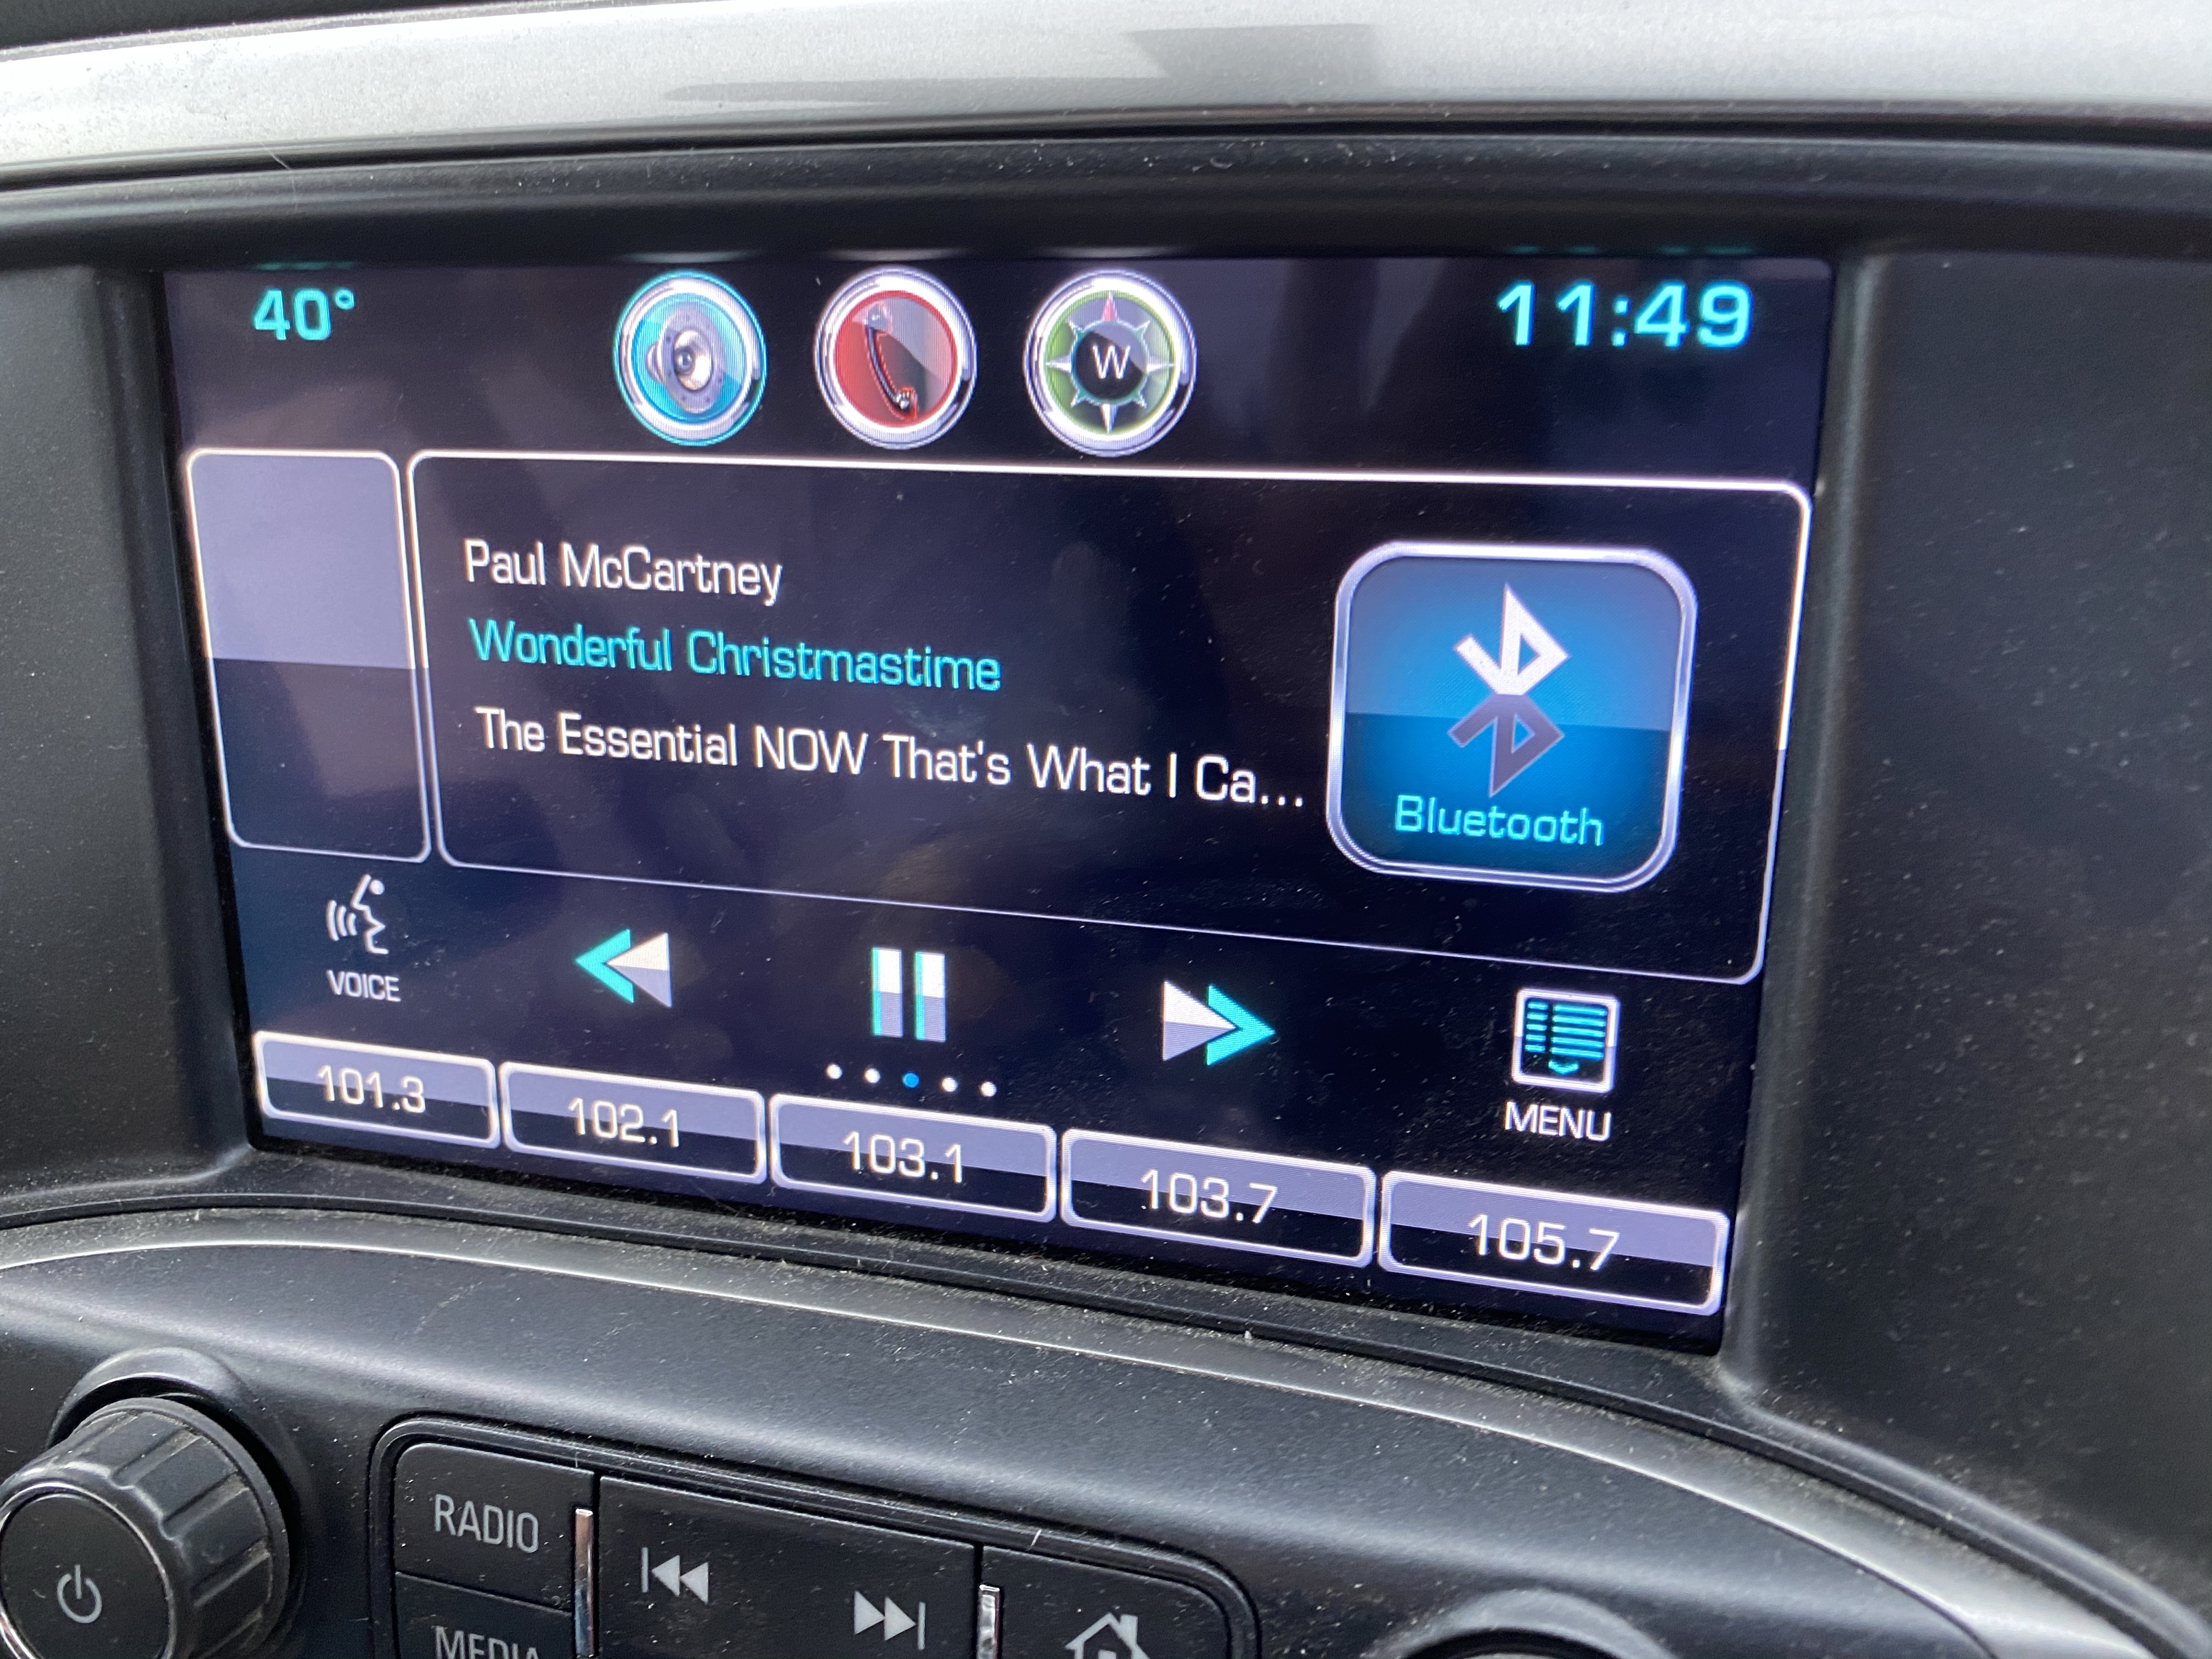 40°
W
11:49
Paul McCartney
Wonderful Christmastime
The Essential NOW That's What I Ca...
Bluetooth
VOICE
MENU
101.3
102.1
103.1
103.7
105.7
RADIO
MEDIA